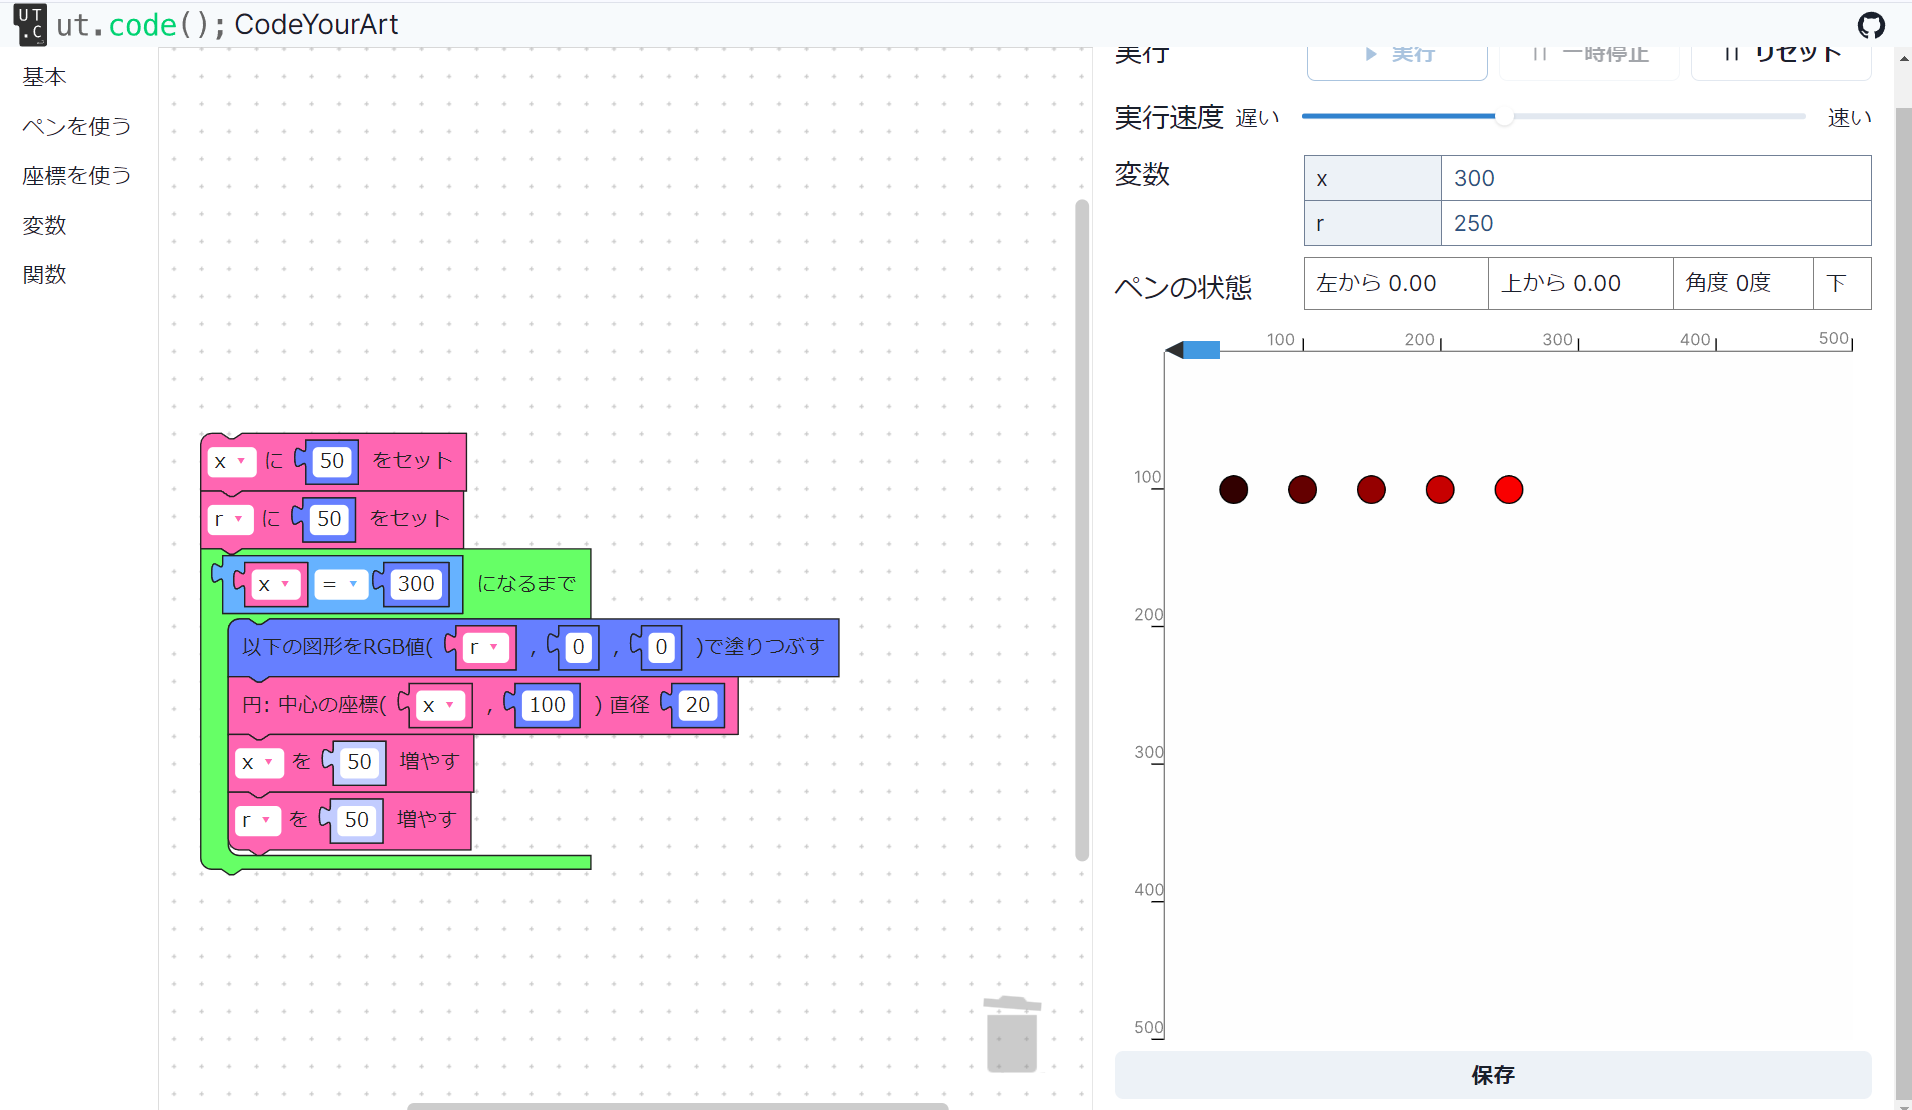 UT
.C
ut.code(); CodeYourArt
基本
ペンを使う
座標を使う
変数
関数
x に 50 をセット
r に 50 をセット
x = 300 になるまで
以下の図形をRGB値( r , 0 , 0 )で塗りつぶす
円: 中心の座標( x , 100 ) 直径 20
x を 50 増やす
r を 50 増やす
実行 実行 一時停止 リセット
実行速度 遅い 速い
変数
x 300
r 250
ペンの状態 左から 0.00 上から 0.00 角度 0度 下
100 200 300 400 500
100
200
300
400
500
保存